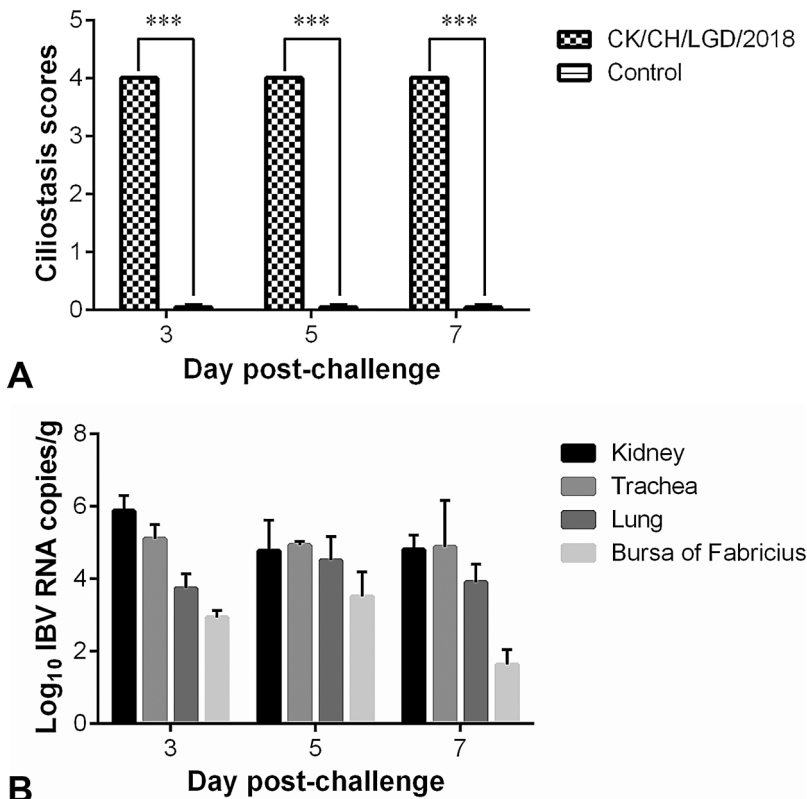 5
4
3
2
1
0
Ciliostasis scores
*** *** ***
CK/CH/LGD/2018
Control
3 5 7
Day post-challenge
A
8
6
4
2
0
Log₁₀ IBV RNA copies/g
Kidney
Trachea
Lung
Bursa of Fabricius
3 5 7
Day post-challenge
B